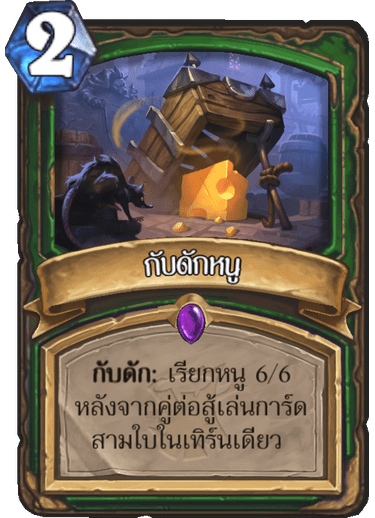 2
กับดักหนู
กับดัก: เรียกหนู 6/6
หลังจากคู่ต่อสู้เล่นการ์ด
สามใบในเทิร์นเดียว